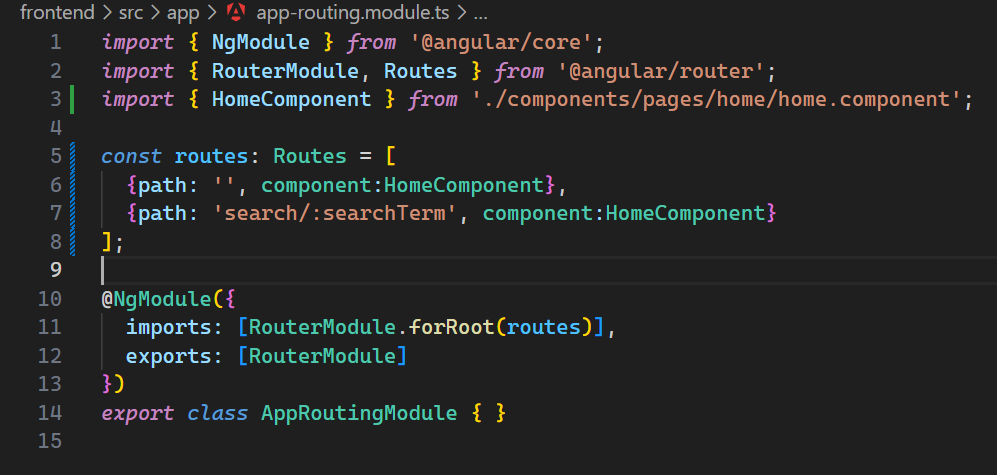 frontend > src > app > app-routing.module.ts > ...
1 import { NgModule } from '@angular/core';
2 import { RouterModule, Routes } from '@angular/router';
3 import { HomeComponent } from './components/pages/home/home.component';
4
5 const routes: Routes = [
6   {path: '', component:HomeComponent},
7   {path: 'search/:searchTerm', component:HomeComponent}
8 ];
9
10 @NgModule({
11   imports: [RouterModule.forRoot(routes)],
12   exports: [RouterModule]
13 })
14 export class AppRoutingModule { }
15